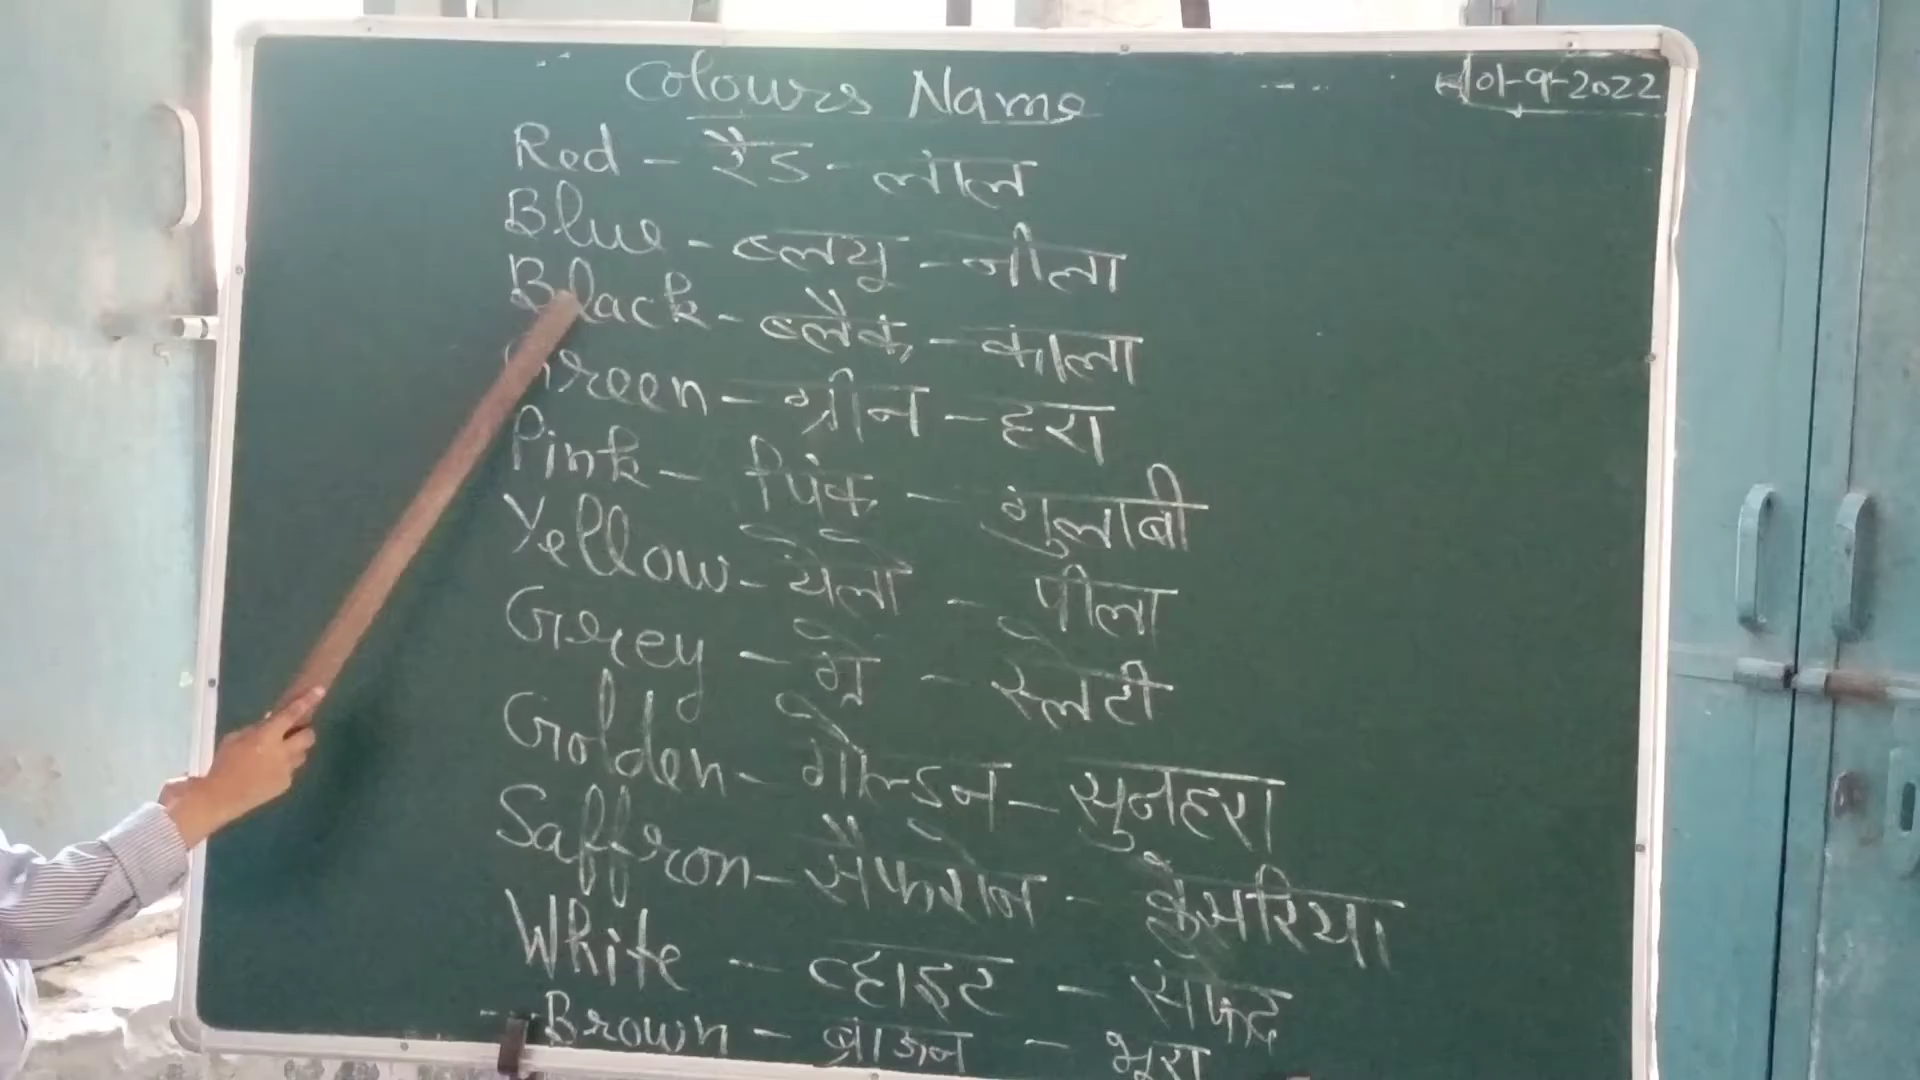 Colours Name
01-9-2022
Red - रैड - लाल
Blue - ब्लयू - नीला
Black - ब्लैक - काला
Green - ग्रीन - हरा
Pink - पिंक - गुलाबी
Yellow - येलो - पीला
Grey - ग्रे - स्लेटी
Golden - गोल्डन - सुनहरा
Saffron - सैफरोन - केसरिया
White - व्हाइट - सफेद
Brown - ब्राउन - भूरा